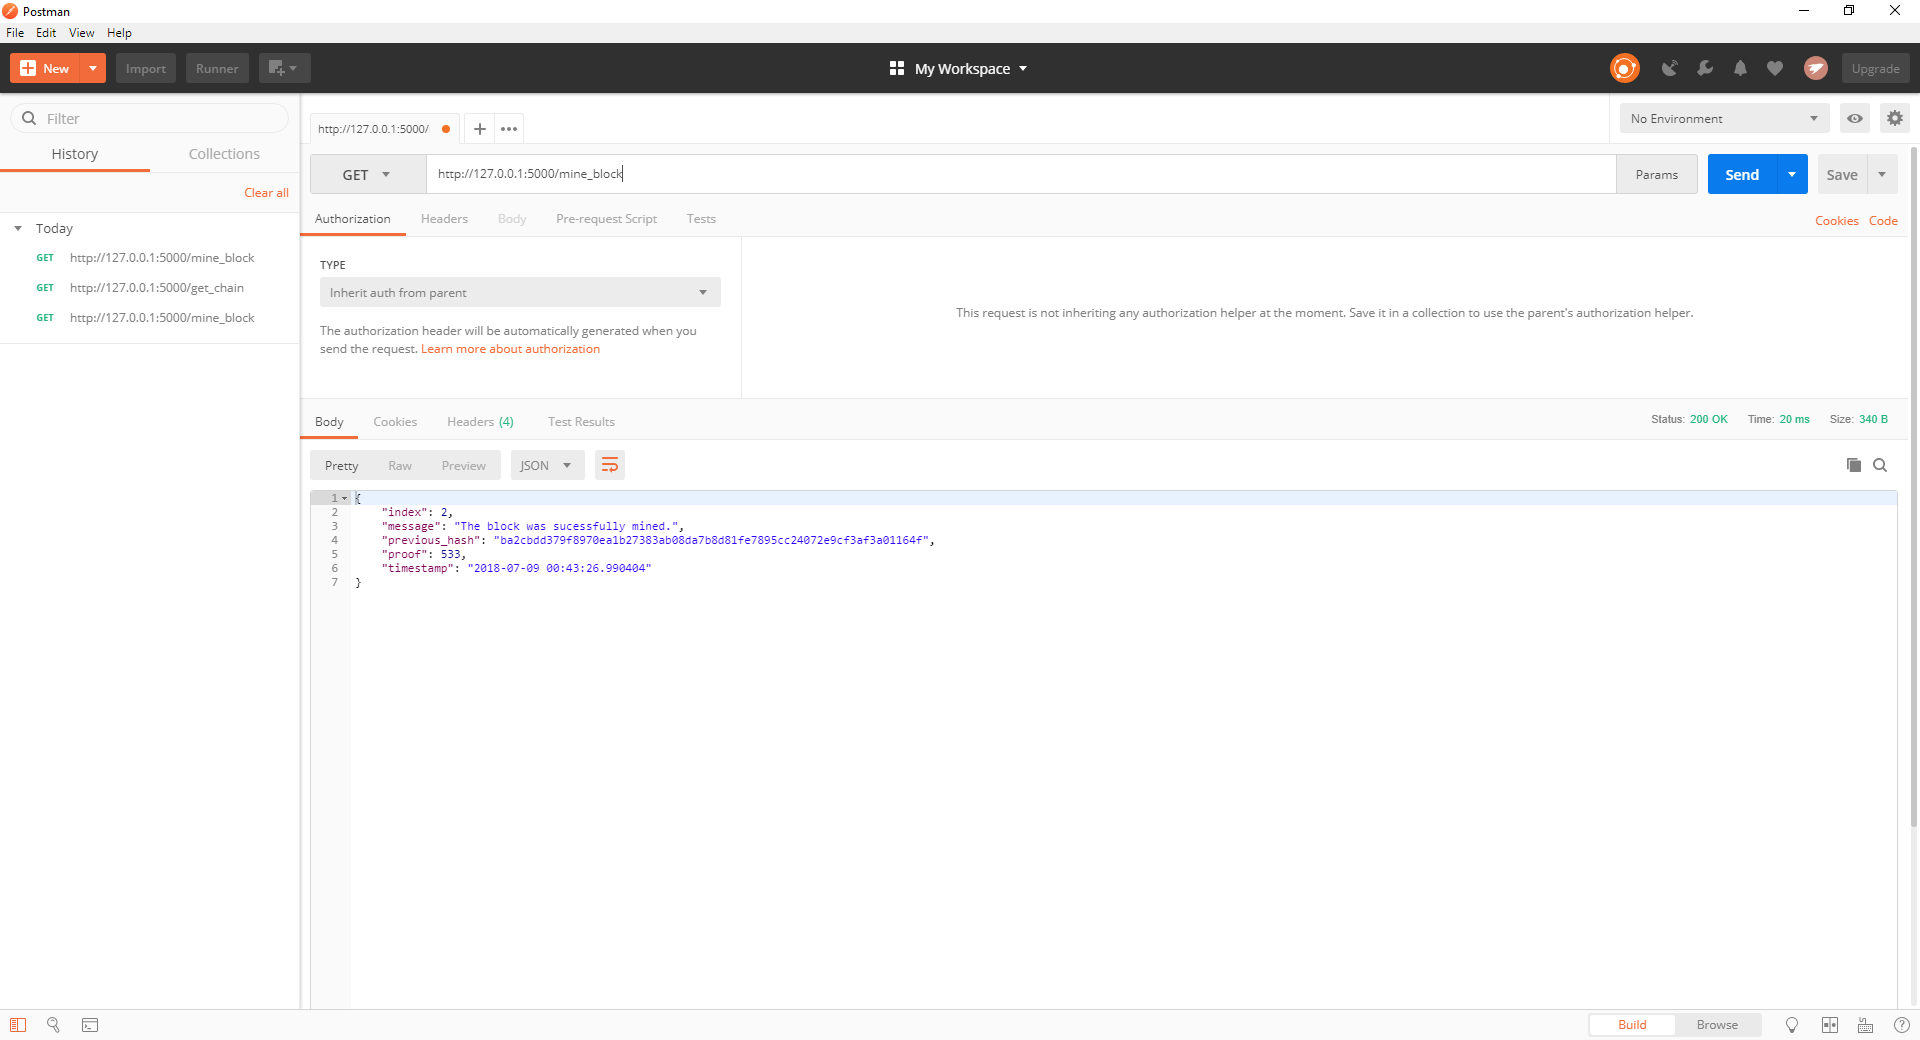 Postman
File Edit View Help
New Import Runner My Workspace Upgrade
Filter
History Collections
Clear all
Today
GET http://127.0.0.1:5000/mine_block
GET http://127.0.0.1:5000/get_chain
GET http://127.0.0.1:5000/mine_block
http://127.0.0.1:5000/ No Environment
GET http://127.0.0.1:5000/mine_block Params Send Save
Authorization Headers Body Pre-request Script Tests Cookies Code
TYPE
Inherit auth from parent
The authorization header will be automatically generated when you
send the request. Learn more about authorization
This request is not inheriting any authorization helper at the moment. Save it in a collection to use the parent's authorization helper.
Body Cookies Headers (4) Test Results Status: 200 OK Time: 20 ms Size: 340 B
Pretty Raw Preview JSON
1 {
2 "index": 2,
3 "message": "The block was sucessfully mined.",
4 "previous_hash": "ba2cbdd379f8970ea1b27383ab08da7b8d81fe7895cc24072e9cf3af3a01164f",
5 "proof": 533,
6 "timestamp": "2018-07-09 00:43:26.990404"
7 }
Build Browse